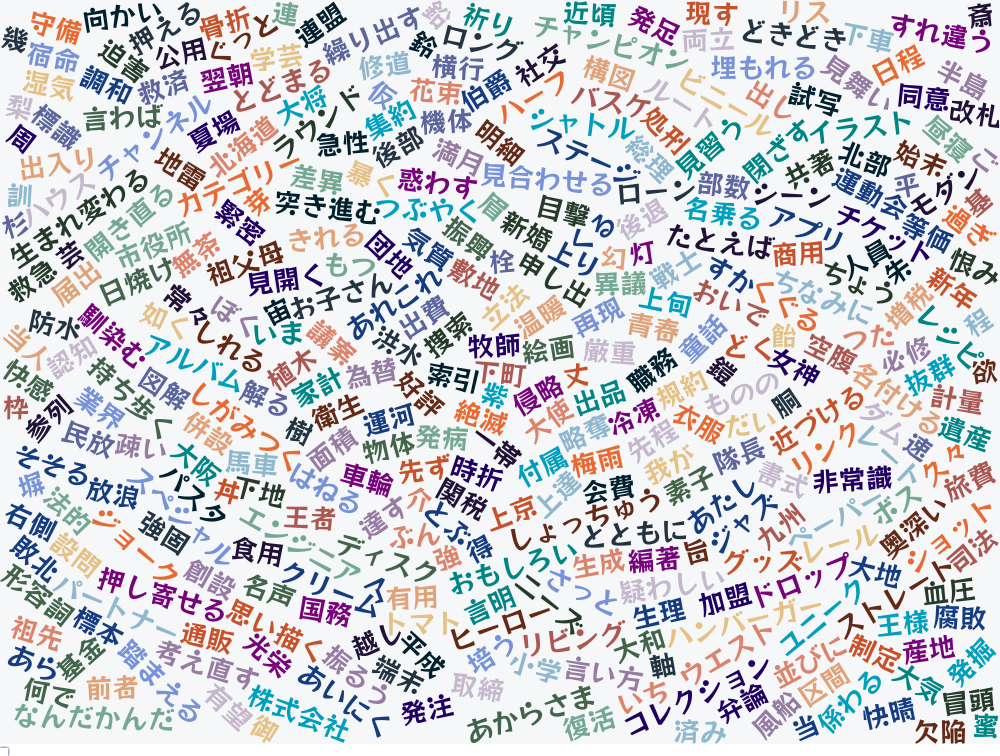 守備
向かい
押える
骨折
ぐっと
連
連盟
繰り出す
祈り
チャンピオン
近頃
発足
現す
リス
斎
すれ違う
幾
宿命
迫害
公用
鈴
ロング
両立
どきどき
下車
湿気
調和
救済
翌朝
学芸
とどまる
修道
横行
社交
構図
ルート
ビニール
埋もれる
見舞い
日程
半島
梨
標識
言わば
チャンネル
夏場
大将
ラウンド
花束
伯爵
ハーフ
バスケ
処刑
出し
試写
同意
改札
周
出入り
地雷
北海道
急性
集約
後部
機体
明細
シャトル
ステージ
総理
見習う
閉ざす
イラスト
昼寝
訓
杉
ハウス
カテゴリー
差異
暴く
惑わす
満月
見合わせる
ローン
部数
シーン
共著
北部
始末
運動会
平
モダン
生まれ変わる
開き直る
芽
緊密
突き進む
つぶやく
眉
新婚
目撃
後退
名乗る
アプリ
チケット
等価
過ぎ
救急
芸
市役所
無茶
祖父母
きれる
団地
気質
振興
栓
申し出
上り
幻
灯
たとえば
商用
人員
失
恨み
届出
日焼け
見開く
もつ
お子さん
宙
あれこれ
敷地
異議
戦士
すかく
ちなみに
ちょう
新年
防水
馴染む
常々
如く
ぼく
いま
しれる
議案
洪水
出費
捜索
立法
温暖
再現
上旬
おいで
くぐる
増税
テレビ
程
当人
認知
アルバム
植木
家計
為替
牧師
絵画
厳重
青春
童話
どく
飴
女神
空腹
つた
必修
抜群
欲
快感
持ち歩く
図解
解る
好評
索引
下町
紫
侵略
丈
出品
職務
鎧
規約
ものの
胴
名付ける
計量
枠
参列
業界
しがみつく
併設
樹
衛生
運河
絶滅
大使
略奪
冷凍
衣服
だい
近づける
ダム
遺産
民放
疎い
大阪
馬車
面積
物体
発病
一帯
付属
梅雨
先程
我が
隊長
リンク
速
久々
そそる
塀
放浪
スペシャル
パスタ
丼
下地
はねる
車輪
先ず
時折
上達
会費
素子
書式
非常識
旅費
右側
法的
ジョーク
強固
エンジニア
王者
達す
介
関税
上京
しょっちゅう
とともに
あたし
ジャズ
九州
ペーパー
ボス
奥深い
ショット
敗北
設問
食用
ディスク
ぶん
とぶ
得
強
おもしろい
生成
編著
旨
グッズ
レール
司法
形容詞
パートナー
押し寄せる
創設
名声
クリーム
国務
有用
トマト
言明
さっと
疑わしい
生理
加盟
ドロップ
大地
ストレート
血圧
祖先
標本
通販
思い描く
光栄
越し
平成
ヒーロー
リビング
大和
ハンバーガー
ユニーク
王様
腐敗
あら
基金
踏まえる
考え直す
振るう
端末
培う
小学
言い方
軸
ウエスト
並びに
制定
産地
発掘
何で
前者
有望
あいにく
取締
いち
コレクション
弁論
区間
係わる
大気
冒頭
なんだかんだ
御
株式会社
発注
あからさま
復活
済み
風船
当
快晴
欠陥
蜜